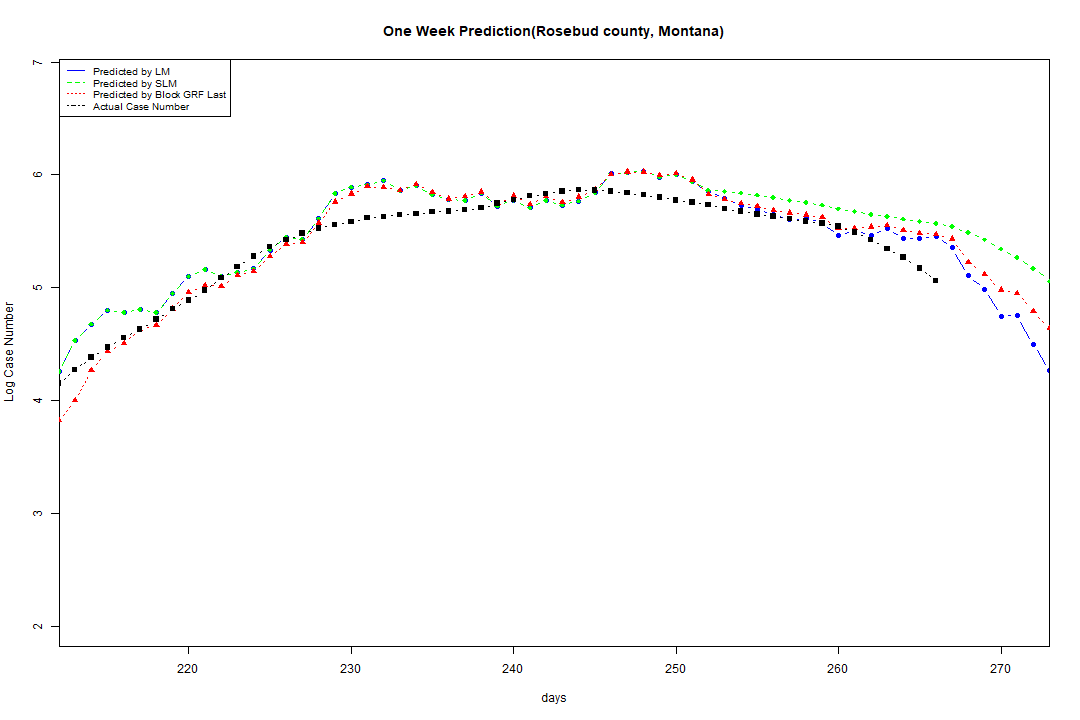 One Week Prediction(Rosebud county, Montana)
Predicted by LM
Predicted by SLM
Predicted by Block GRF Last
Actual Case Number
7
6
5
4
3
2
Log Case Number
220 230 240 250 260 270
days